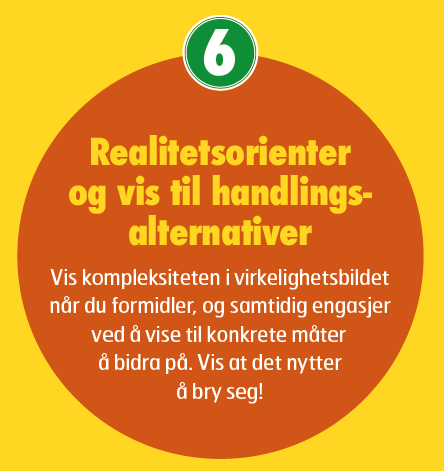 6
Realitetsorienter
og vis til handlings-
alternativer
Vis kompleksiteten i virkelighetsbildet
når du formidler, og samtidig engasjer
ved å vise til konkrete måter
å bidra på. Vis at det nytter
å bry seg!